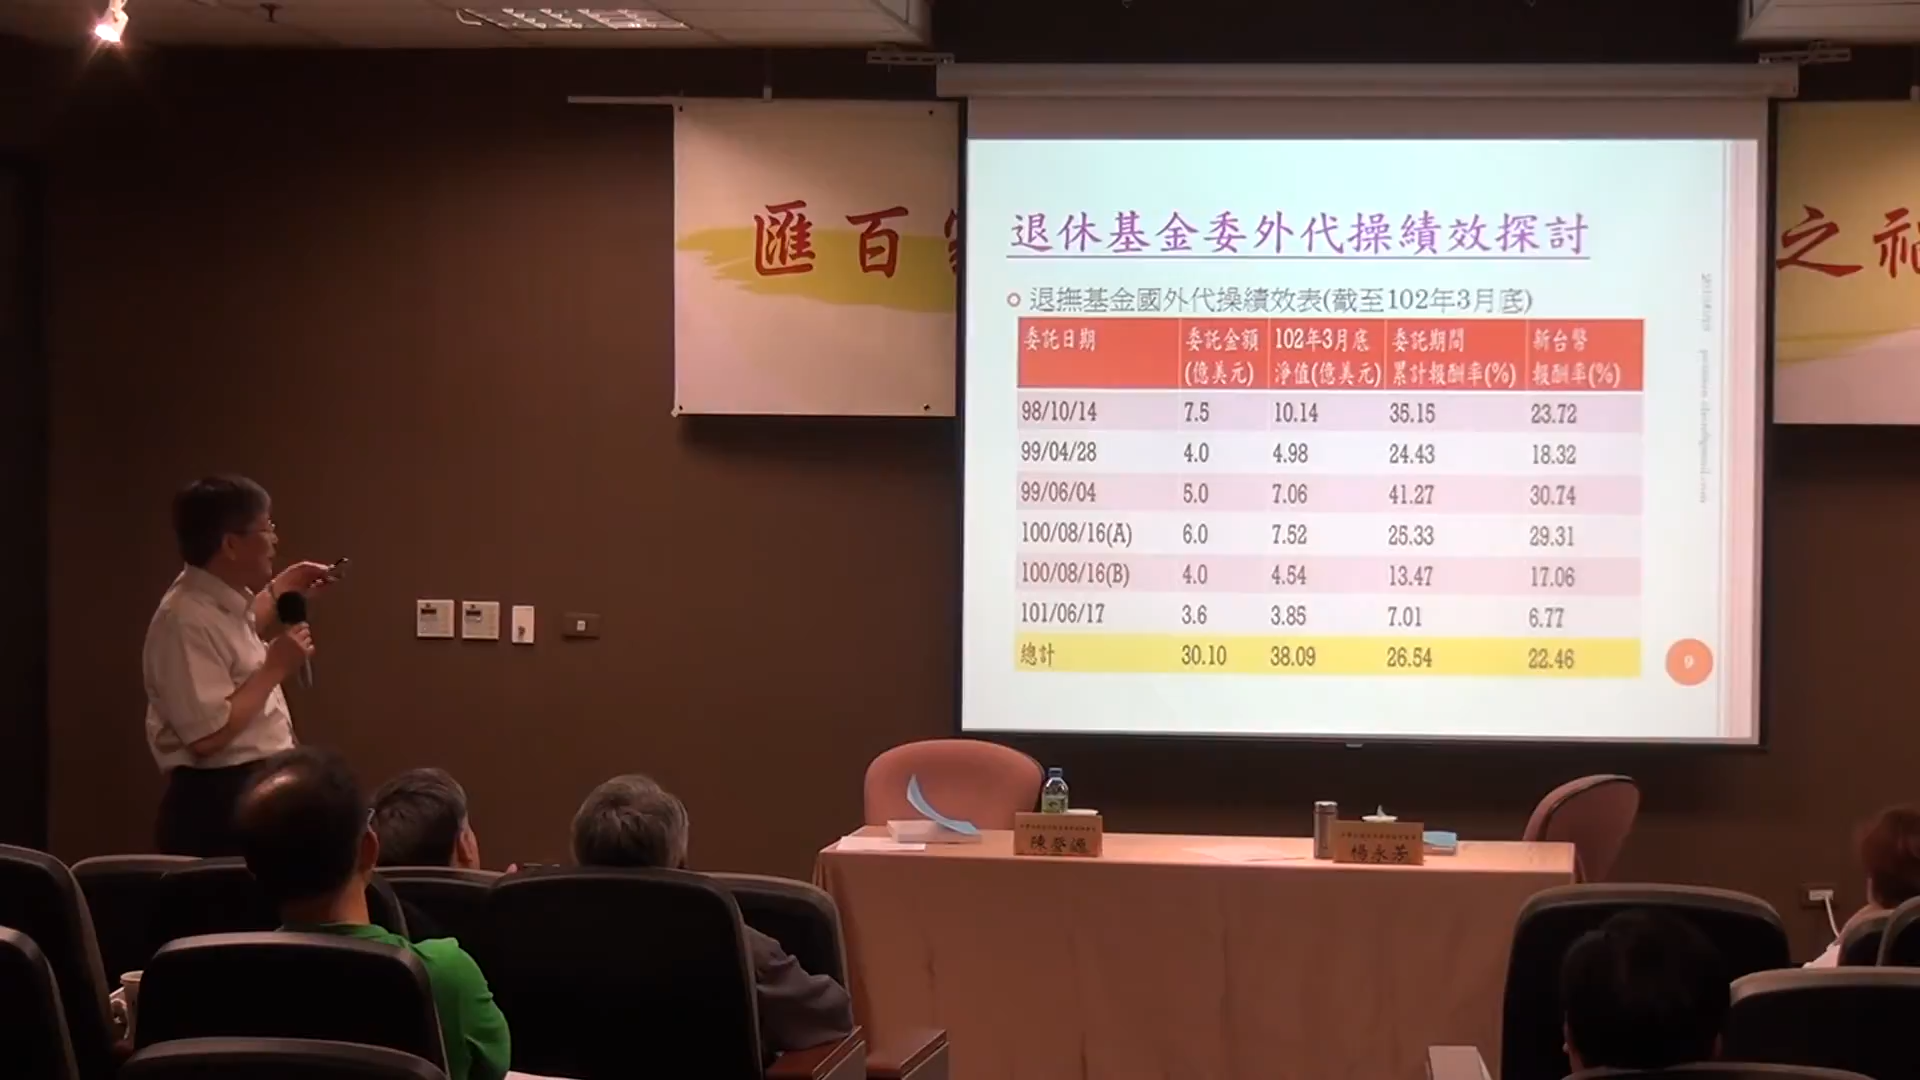 匯百
之祉
退休基金委外代操績效探討
退撫基金國外代操績效表(截至102年3月底)
委託日期 委託金額(億美元) 102年3月底淨值(億美元) 委託期間累計報酬率(%) 新台幣報酬率(%)
98/10/14 7.5 10.14 35.15 23.72
99/04/28 4.0 4.98 24.43 18.32
99/06/04 5.0 7.06 41.27 30.74
100/08/16(A) 6.0 7.52 25.33 29.31
100/08/16(B) 4.0 4.54 13.47 17.06
101/06/17 3.6 3.85 7.01 6.77
總計 30.10 38.09 26.54 22.46
9
陳登源
楊永芳